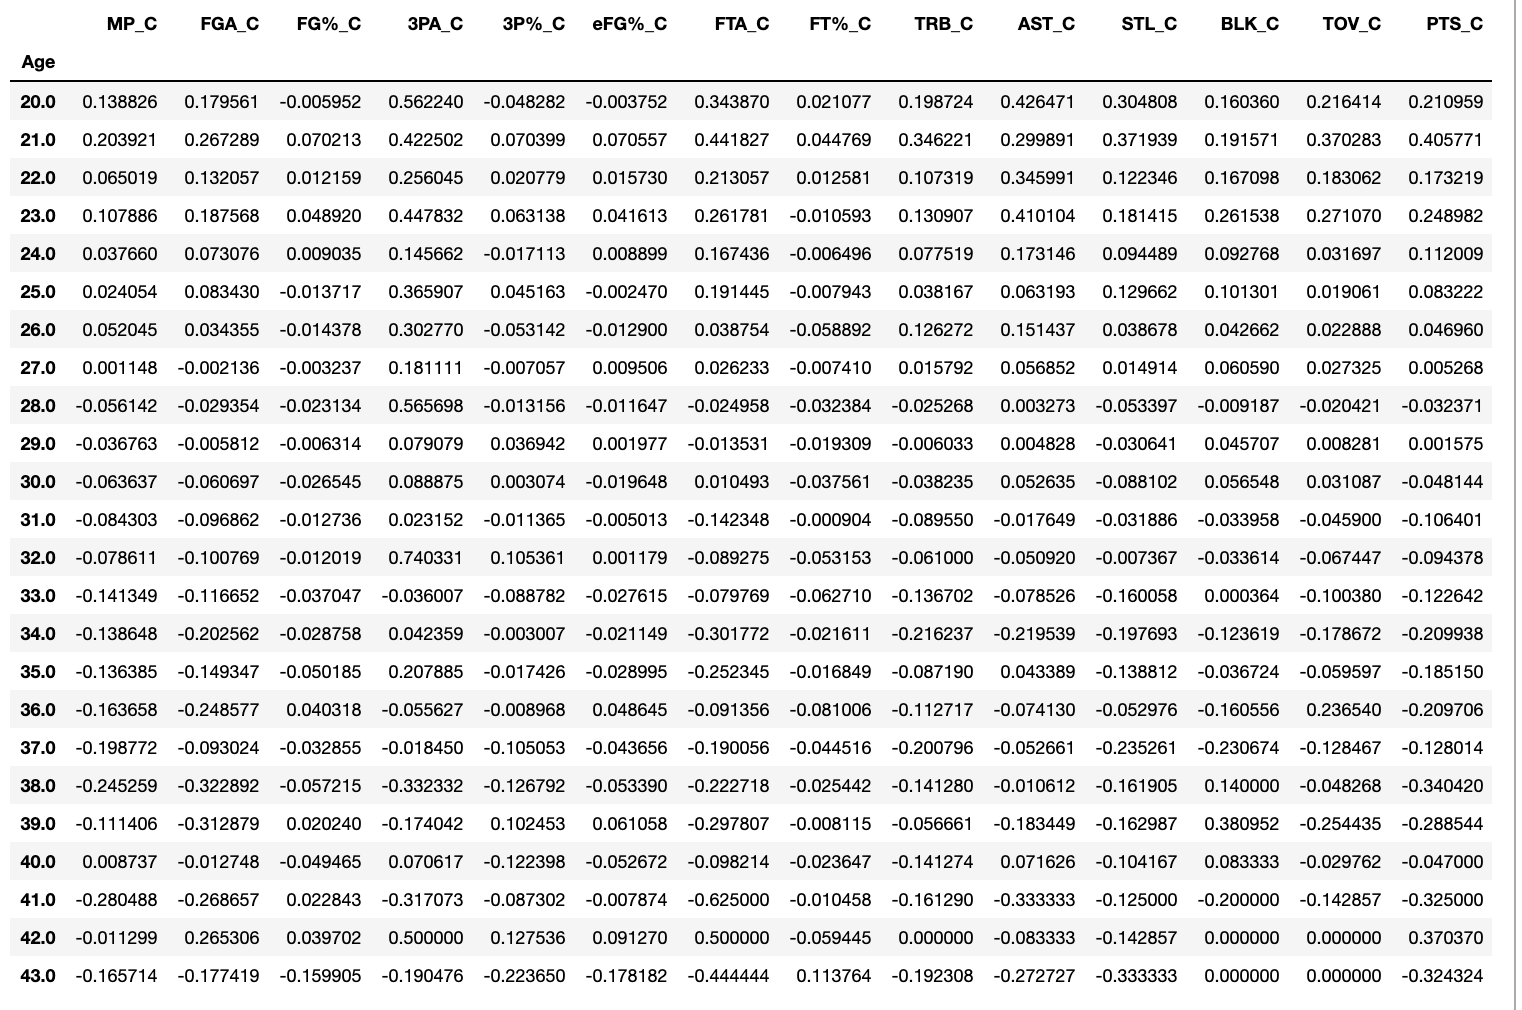 MP_C FGA_C FG%_C 3PA_C 3P%_C eFG%_C FTA_C FT%_C TRB_C AST_C STL_C BLK_C TOV_C PTS_C
Age
20.0 0.138826 0.179561 -0.005952 0.562240 -0.048282 -0.003752 0.343870 0.021077 0.198724 0.426471 0.304808 0.160360 0.216414 0.210959
21.0 0.203921 0.267289 0.070213 0.422502 0.070399 0.070557 0.441827 0.044769 0.346221 0.299891 0.371939 0.191571 0.370283 0.405771
22.0 0.065019 0.132057 0.012159 0.256045 0.020779 0.015730 0.213057 0.012581 0.107319 0.345991 0.122346 0.167098 0.183062 0.173219
23.0 0.107886 0.187568 0.048920 0.447832 0.063138 0.041613 0.261781 -0.010593 0.130907 0.410104 0.181415 0.261538 0.271070 0.248982
24.0 0.037660 0.073076 0.009035 0.145662 -0.017113 0.008899 0.167436 -0.006496 0.077519 0.173146 0.094489 0.092768 0.031697 0.112009
25.0 0.024054 0.083430 -0.013717 0.365907 0.045163 -0.002470 0.191445 -0.007943 0.038167 0.063193 0.129662 0.101301 0.019061 0.083222
26.0 0.052045 0.034355 -0.014378 0.302770 -0.053142 -0.012900 0.038754 -0.058892 0.126272 0.151437 0.038678 0.042662 0.022888 0.046960
27.0 0.001148 -0.002136 -0.003237 0.181111 -0.007057 0.009506 0.026233 -0.007410 0.015792 0.056852 0.014914 0.060590 0.027325 0.005268
28.0 -0.056142 -0.029354 -0.023134 0.565698 -0.013156 -0.011647 -0.024958 -0.032384 -0.025268 0.003273 -0.053397 -0.009187 -0.020421 -0.032371
29.0 -0.036763 -0.005812 -0.006314 0.079079 0.036942 0.001977 -0.013531 -0.019309 -0.006033 0.004828 -0.030641 0.045707 0.008281 0.001575
30.0 -0.063637 -0.060697 -0.026545 0.088875 0.003074 -0.019648 0.010493 -0.037561 -0.038235 0.052635 -0.088102 0.056548 0.031087 -0.048144
31.0 -0.084303 -0.096862 -0.012736 0.023152 -0.011365 -0.005013 -0.142348 -0.000904 -0.089550 -0.017649 -0.031886 -0.033958 -0.045900 -0.106401
32.0 -0.078611 -0.100769 -0.012019 0.740331 0.105361 0.001179 -0.089275 -0.053153 -0.061000 -0.050920 -0.007367 -0.033614 -0.067447 -0.094378
33.0 -0.141349 -0.116652 -0.037047 -0.036007 -0.088782 -0.027615 -0.079769 -0.062710 -0.136702 -0.078526 -0.160058 0.000364 -0.100380 -0.122642
34.0 -0.138648 -0.202562 -0.028758 0.042359 -0.003007 -0.021149 -0.301772 -0.021611 -0.216237 -0.219539 -0.197693 -0.123619 -0.178672 -0.209938
35.0 -0.136385 -0.149347 -0.050185 0.207885 -0.017426 -0.028995 -0.252345 -0.016849 -0.087190 0.043389 -0.138812 -0.036724 -0.059597 -0.185150
36.0 -0.163658 -0.248577 0.040318 -0.055627 -0.008968 0.048645 -0.091356 -0.081006 -0.112717 -0.074130 -0.052976 -0.160556 0.236540 -0.209706
37.0 -0.198772 -0.093024 -0.032855 -0.018450 -0.105053 -0.043656 -0.190056 -0.044516 -0.200796 -0.052661 -0.235261 -0.230674 -0.128467 -0.128014
38.0 -0.245259 -0.322892 -0.057215 -0.332332 -0.126792 -0.053390 -0.222718 -0.025442 -0.141280 -0.010612 -0.161905 0.140000 -0.048268 -0.340420
39.0 -0.111406 -0.312879 0.020240 -0.174042 0.102453 0.061058 -0.297807 -0.008115 -0.056661 -0.183449 -0.162987 0.380952 -0.254435 -0.288544
40.0 0.008737 -0.012748 -0.049465 0.070617 -0.122398 -0.052672 -0.098214 -0.023647 -0.141274 0.071626 -0.104167 0.083333 -0.029762 -0.047000
41.0 -0.280488 -0.268657 0.022843 -0.317073 -0.087302 -0.007874 -0.625000 -0.010458 -0.161290 -0.333333 -0.125000 -0.200000 -0.142857 -0.325000
42.0 -0.011299 0.265306 0.039702 0.500000 0.127536 0.091270 0.500000 -0.059445 0.000000 -0.083333 -0.142857 0.000000 0.000000 0.370370
43.0 -0.165714 -0.177419 -0.159905 -0.190476 -0.223650 -0.178182 -0.444444 0.113764 -0.192308 -0.272727 -0.333333 0.000000 0.000000 -0.324324